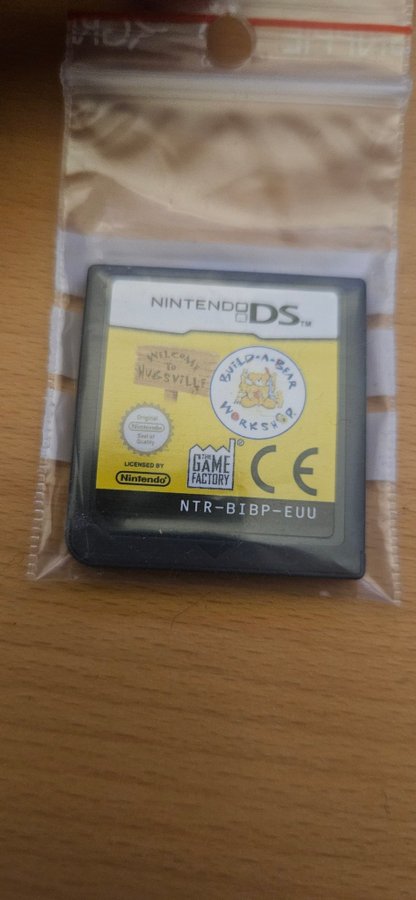 NINTENDO DS™
WELCOME
TO
HUGSVILLE
BUILD-A-BEAR
WORKSHOP
Original
Nintendo
Seal of
Quality
LICENSED BY
Nintendo®
THE
GAME
FACTORY®
CE
NTR-BIBP-EUU